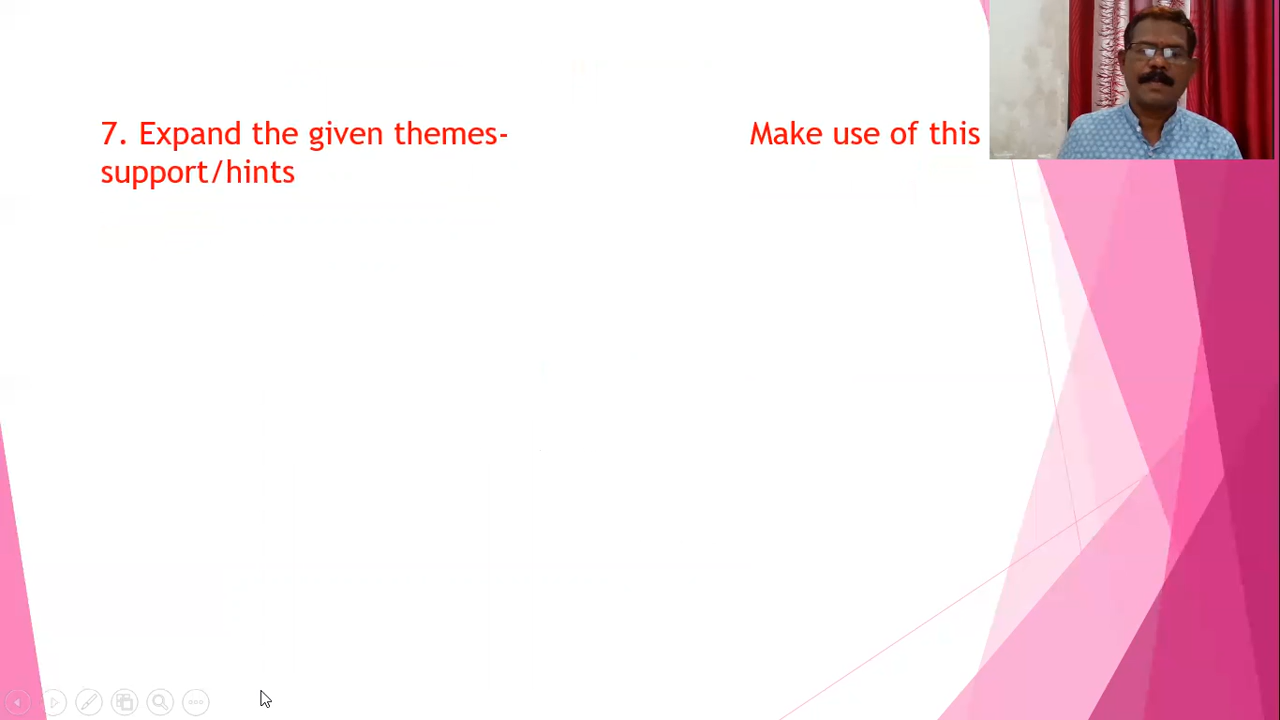 7. Expand the given themes- Make use of this
support/hints